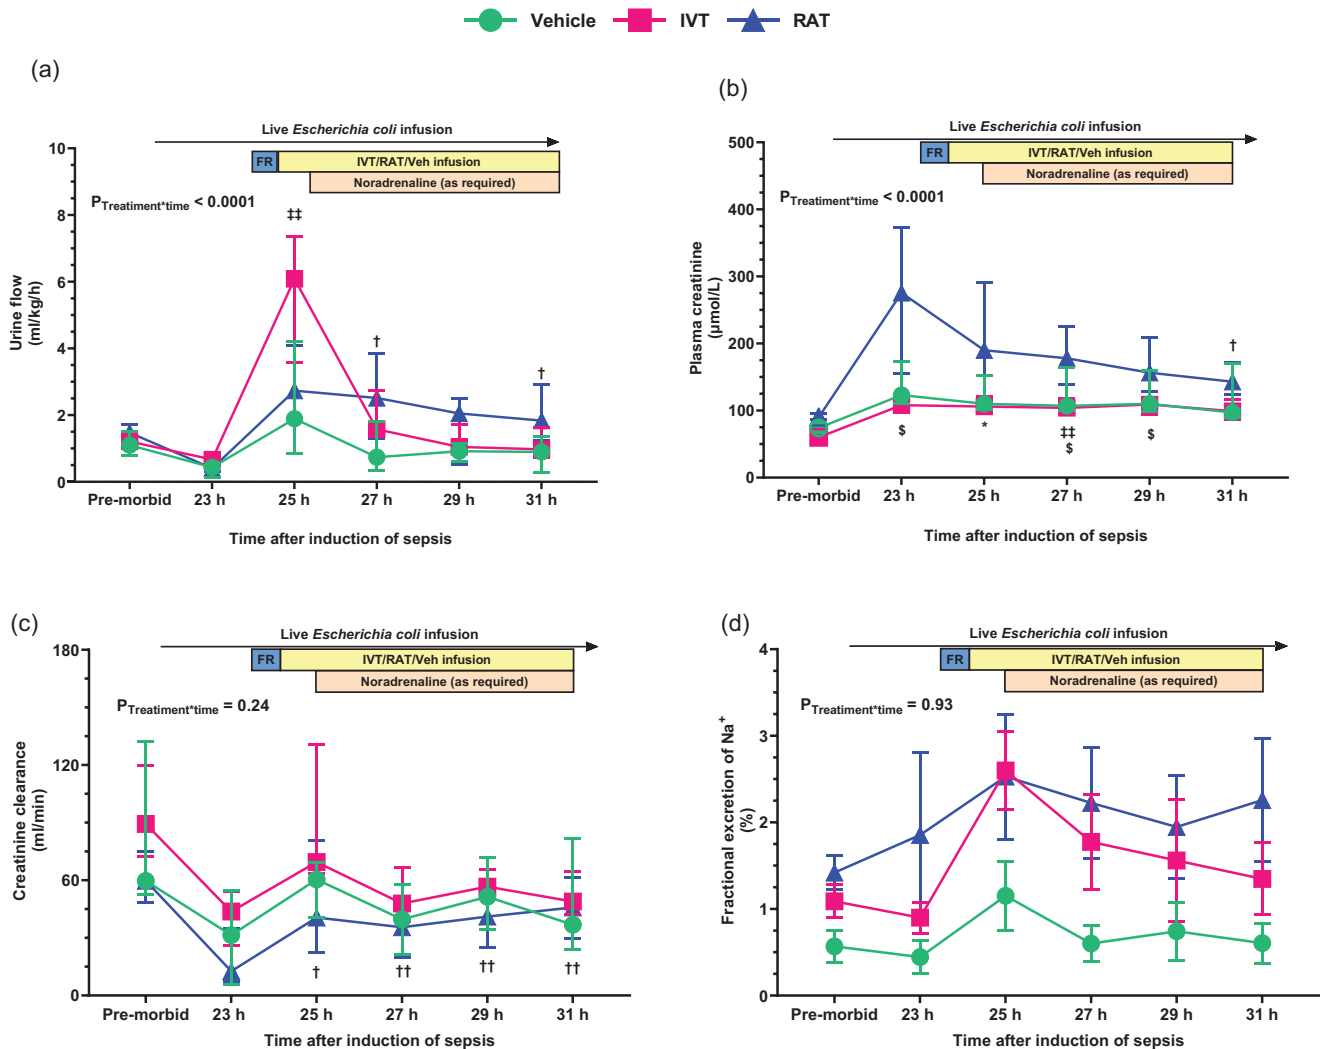 Vehicle IVT RAT
(a)
Live Escherichia coli infusion
FR IVT/RAT/Veh infusion
Noradrenaline (as required)
P_Treatiment*time < 0.0001
‡‡
†
†
10
8
6
4
2
0
Urine flow
(ml/kg/h)
Pre-morbid 23 h 25 h 27 h 29 h 31 h
Time after induction of sepsis
(b)
Live Escherichia coli infusion
FR IVT/RAT/Veh infusion
Noradrenaline (as required)
P_Treatiment*time < 0.0001
500
400
300
200
100
0
Plasma creatinine
(µmol/L)
†
$ * ‡‡ $
$
Pre-morbid 23 h 25 h 27 h 29 h 31 h
Time after induction of sepsis
(c)
Live Escherichia coli infusion
FR IVT/RAT/Veh infusion
Noradrenaline (as required)
P_Treatiment*time = 0.24
180
120
60
0
Creatinine clearance
(ml/min)
† †† †† ††
Pre-morbid 23 h 25 h 27 h 29 h 31 h
Time after induction of sepsis
(d)
Live Escherichia coli infusion
FR IVT/RAT/Veh infusion
Noradrenaline (as required)
P_Treatiment*time = 0.93
4
3
2
1
0
Fractional excretion of Na⁺
(%)
Pre-morbid 23 h 25 h 27 h 29 h 31 h
Time after induction of sepsis